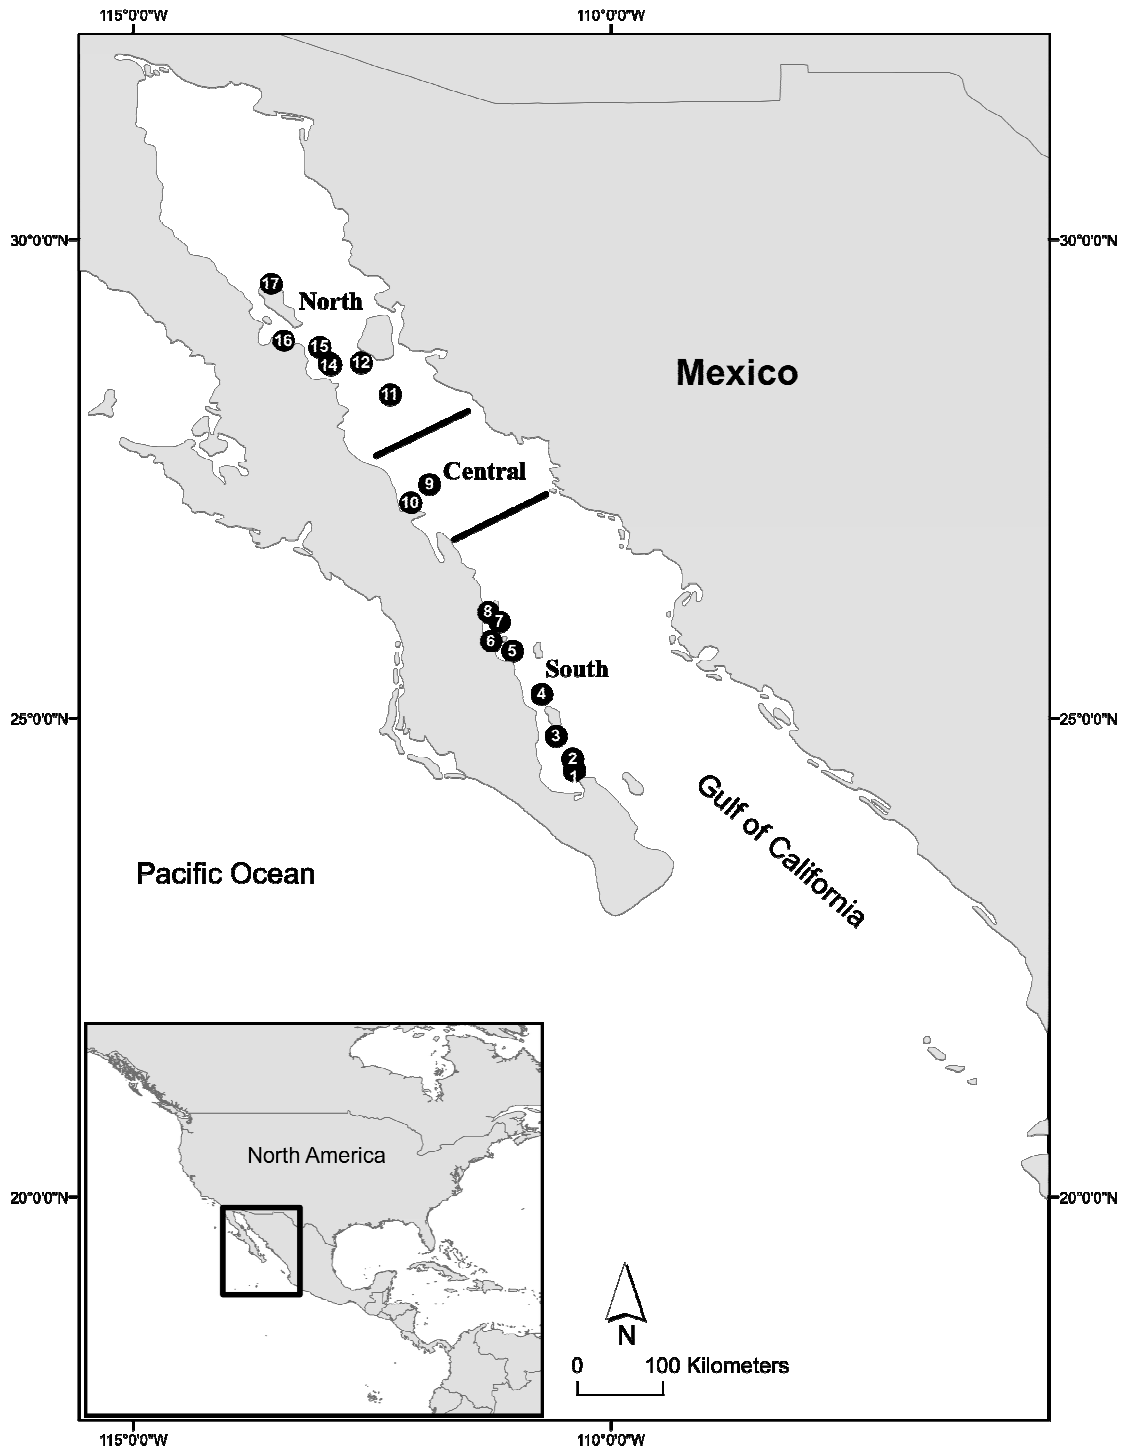 115°0'0"W 110°0'0"W
30°0'0"N 30°0'0"N
17
North
16
15
14
12
Mexico
11
Central
9
10
8
7
6
5
South
4
25°0'0"N 25°0'0"N
3
2
1
Gulf of California
Pacific Ocean
North America
20°0'0"N 20°0'0"N
N
0 100 Kilometers
115°0'0"W 110°0'0"W